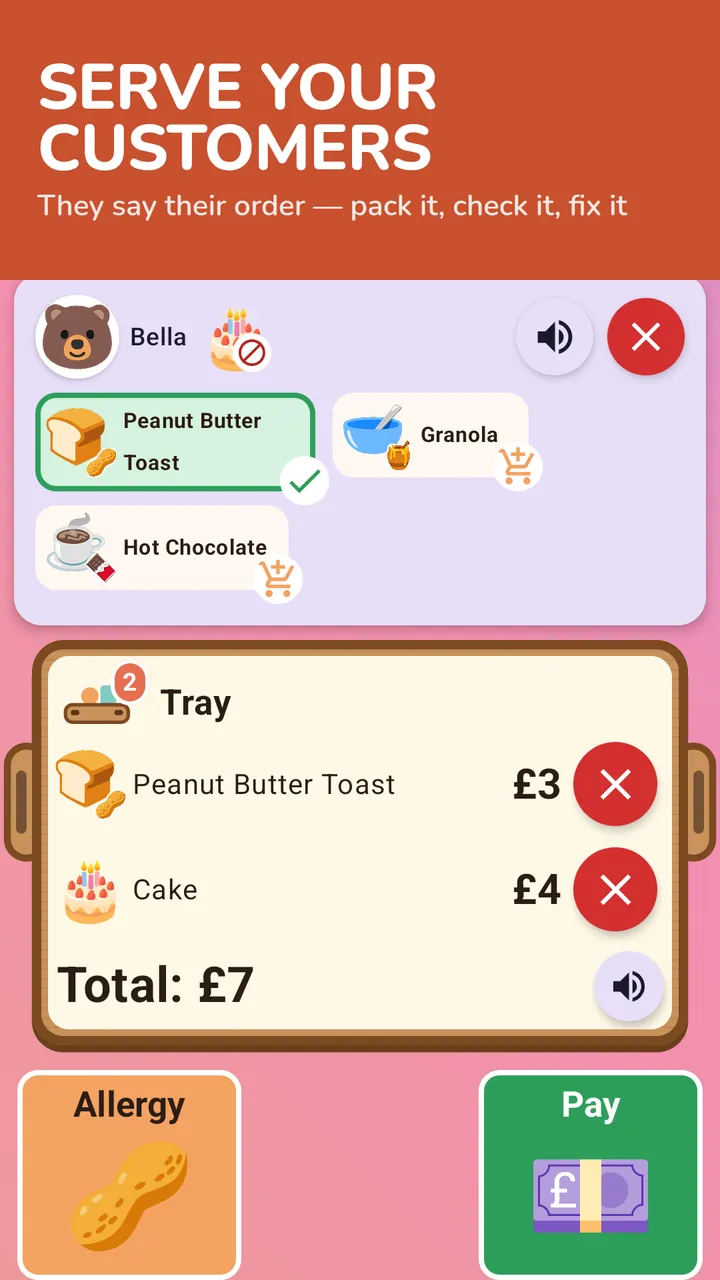 SERVE YOUR
CUSTOMERS
They say their order — pack it, check it, fix it
Bella
Peanut Butter
Toast
Granola
Hot Chocolate
2
Tray
Peanut Butter Toast £3
Cake £4
Total: £7
Allergy
Pay
£